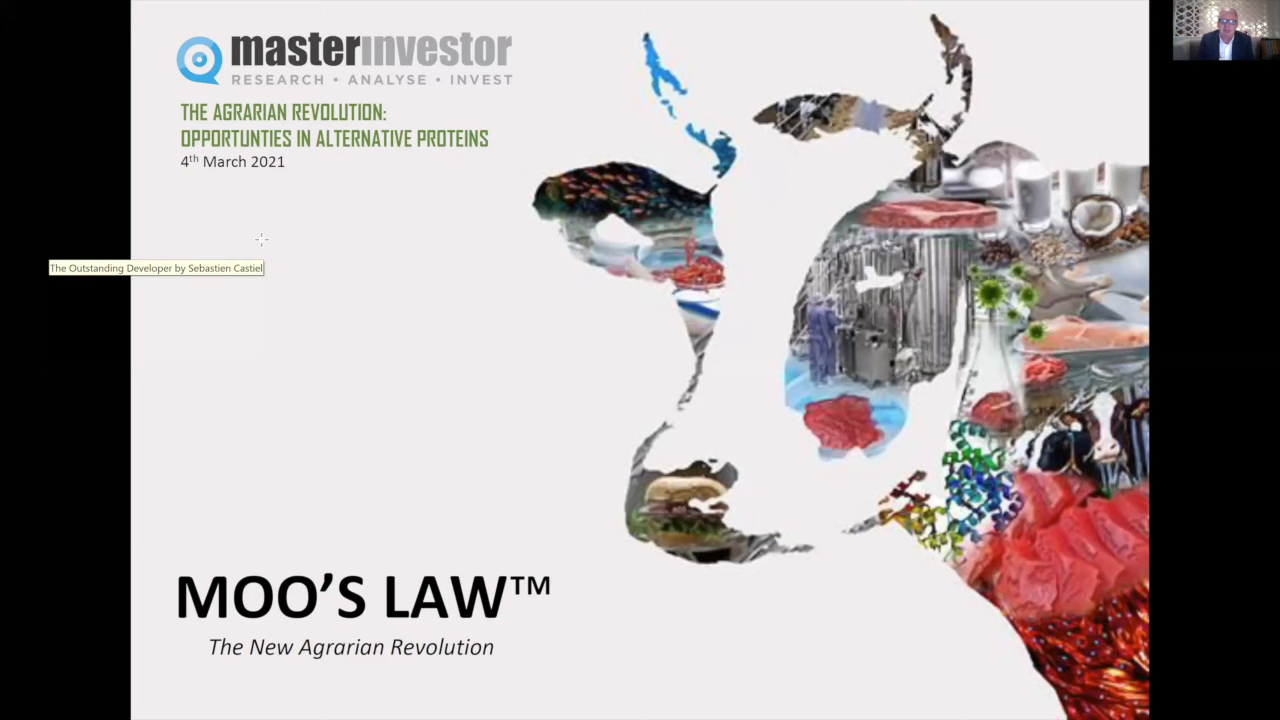 masterinvestor
RESEARCH • ANALYSE • INVEST
THE AGRARIAN REVOLUTION:
OPPORTUNTIES IN ALTERNATIVE PROTEINS
4th March 2021
The Outstanding Developer by Sebastien Castiel
MOO'S LAW™
The New Agrarian Revolution